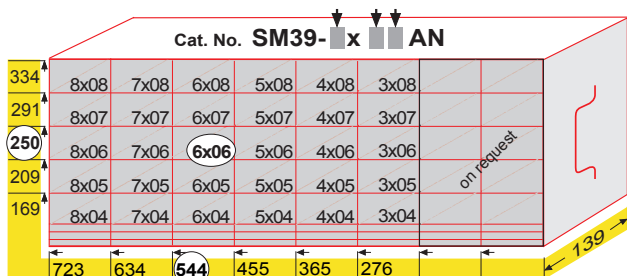 Cat. No. SM39- x AN
334 8x08 7x08 6x08 5x08 4x08 3x08
291 8x07 7x07 6x07 5x07 4x07 3x07
250 8x06 7x06 6x06 5x06 4x06 3x06
209 8x05 7x05 6x05 5x05 4x05 3x05
169 8x04 7x04 6x04 5x04 4x04 3x04
on request
723 634 544 455 365 276
139